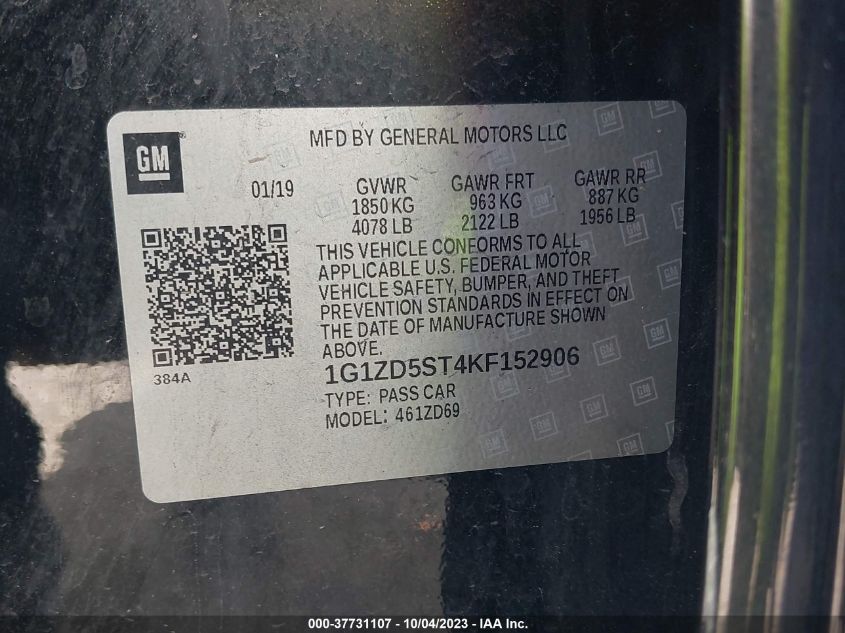 MFD BY GENERAL MOTORS LLC
GM
01/19 GVWR GAWR FRT GAWR RR
1850 KG 963 KG 887 KG
4078 LB 2122 LB 1956 LB
THIS VEHICLE CONFORMS TO ALL
APPLICABLE U.S. FEDERAL MOTOR
VEHICLE SAFETY, BUMPER, AND THEFT
PREVENTION STANDARDS IN EFFECT ON
THE DATE OF MANUFACTURE SHOWN
ABOVE.
384A
1G1ZD5ST4KF152906
TYPE: PASS CAR
MODEL: 461ZD69
000-37731107 - 10/04/2023 - IAA Inc.